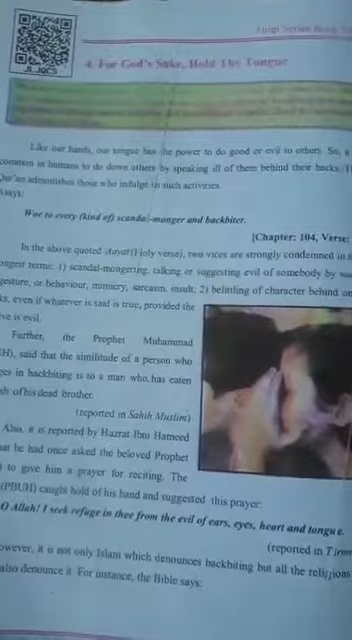 JL3QC5
4. For God's Sake, Hold Thy Tongue
Like our hands, our tongue has the power to do good or evil to others. So,
common in humans to do down others by speaking ill of them behind their backs.
Qur'an admonishes those who indulge in such activities.
says:
Woe to every (kind of) scandal-monger and backbiter.
[Chapter: 104, Verse:
In the above quoted Aayat(Holy verse), two vices are strongly condemned in
ongest terms: 1) scandal-mongering, talking or suggesting evil of somebody by
gesture, or behaviour, mimicry, sarcasm, insult; 2) belittling of character behind
ks, even if whatever is said is true, provided the
ve is evil.
Further, the Prophet Muhammad
H), said that the similitude of a person who
ges in backbiting is to a man who has eaten
sh of his dead brother.
(reported in Sahih Muslim)
Also, it is reported by Hazrat Ibnu Hameed
at he had once asked the beloved Prophet
) to give him a prayer for reciting. The
(PBUH) caught hold of his hand and suggested this prayer:
O Allah! I seek refuge in thee from the evil of ears, eyes, heart and tongue.
(reported in
owever, it is not only Islam which denounces backbiting but all the religions
also denounce it. For instance, the Bible says: